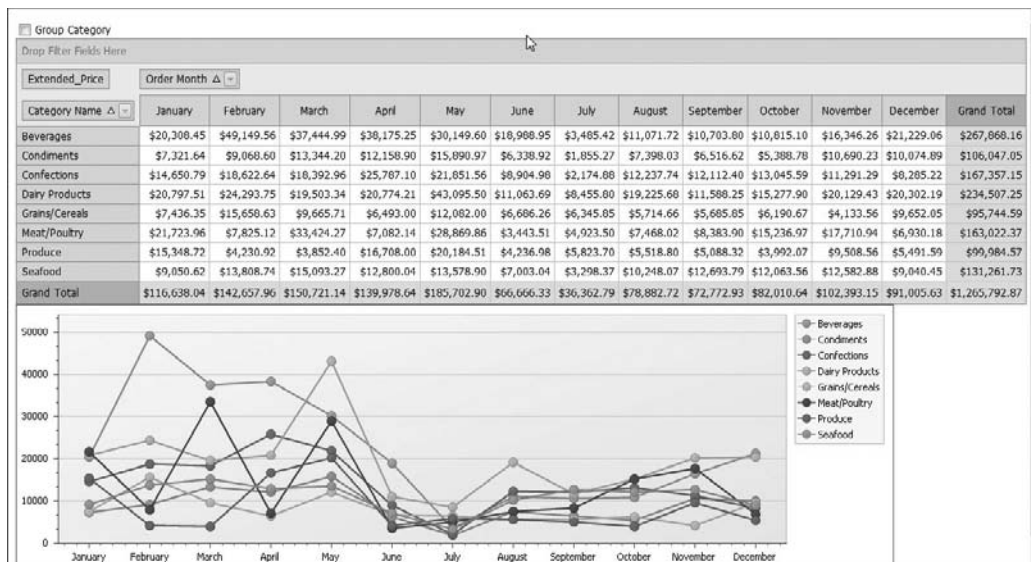 Group Category
Drop Filter Fields Here
Extended_Price Order Month
Category Name January February March April May June July August September October November December Grand Total
Beverages $20,308.45 $49,149.56 $37,444.99 $38,175.25 $30,149.60 $18,988.95 $3,485.42 $11,071.72 $10,703.80 $10,815.10 $16,346.26 $21,229.06 $267,868.16
Condiments $7,321.64 $9,068.60 $13,344.20 $12,158.90 $15,890.97 $6,338.92 $1,855.27 $7,398.03 $6,516.62 $5,388.78 $10,690.23 $10,074.89 $106,047.05
Confections $14,650.79 $18,622.64 $18,392.96 $25,787.10 $21,851.56 $8,904.98 $2,174.88 $12,237.74 $12,112.40 $13,045.59 $11,291.29 $8,285.22 $167,357.15
Dairy Products $20,797.51 $24,293.75 $19,503.34 $20,774.21 $43,095.50 $11,063.69 $8,455.80 $19,225.68 $11,588.25 $15,277.90 $20,129.43 $20,302.19 $234,507.25
Grains/Cereals $7,436.35 $15,658.63 $9,665.71 $6,493.00 $12,082.00 $6,686.26 $6,345.85 $5,714.66 $5,685.85 $6,190.67 $4,133.56 $9,652.05 $95,744.59
Meat/Poultry $21,723.96 $7,825.12 $33,424.27 $7,082.14 $28,869.86 $3,443.51 $4,923.50 $7,468.02 $8,383.90 $15,236.97 $17,710.94 $6,930.18 $163,022.37
Produce $15,348.72 $4,230.92 $3,852.40 $16,708.00 $20,184.51 $4,236.98 $5,823.70 $5,518.80 $5,088.32 $3,992.07 $9,508.56 $5,491.59 $99,984.57
Seafood $9,050.62 $13,808.74 $15,093.27 $12,800.04 $13,578.90 $7,003.04 $3,298.37 $10,248.07 $12,693.79 $12,063.56 $12,582.88 $9,040.45 $131,261.73
Grand Total $116,638.04 $142,657.96 $150,721.14 $139,978.64 $185,702.90 $66,666.33 $36,362.79 $78,882.72 $72,772.93 $82,010.64 $102,393.15 $91,005.63 $1,265,792.87
50000
40000
30000
20000
10000
0
January February March April May June July August September October November December
Beverages
Condiments
Confections
Dairy Products
Grains/Cereals
Meat/Poultry
Produce
Seafood